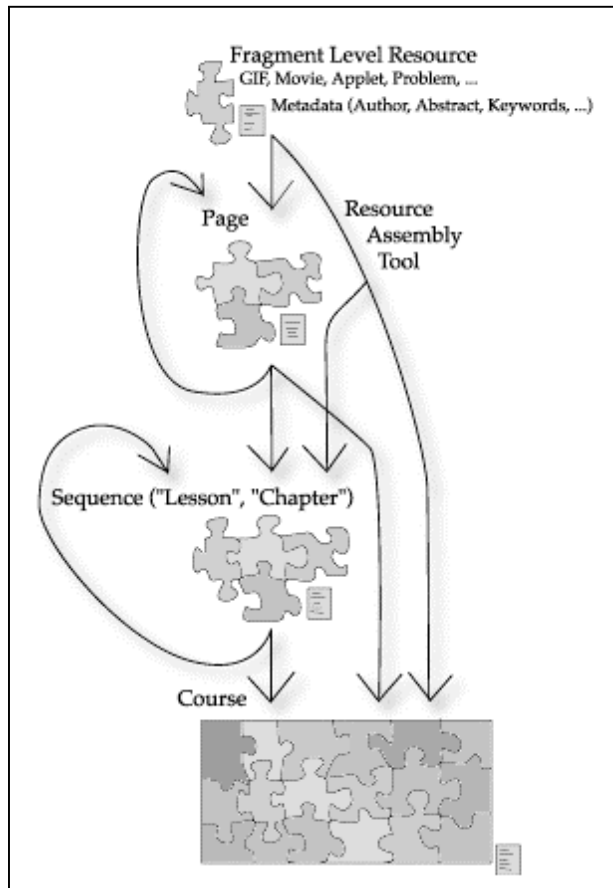 Fragment Level Resource
GIF, Movie, Applet, Problem, ...
Metadata (Author, Abstract, Keywords, ...)
Page
Resource
Assembly
Tool
Sequence ("Lesson", "Chapter")
Course